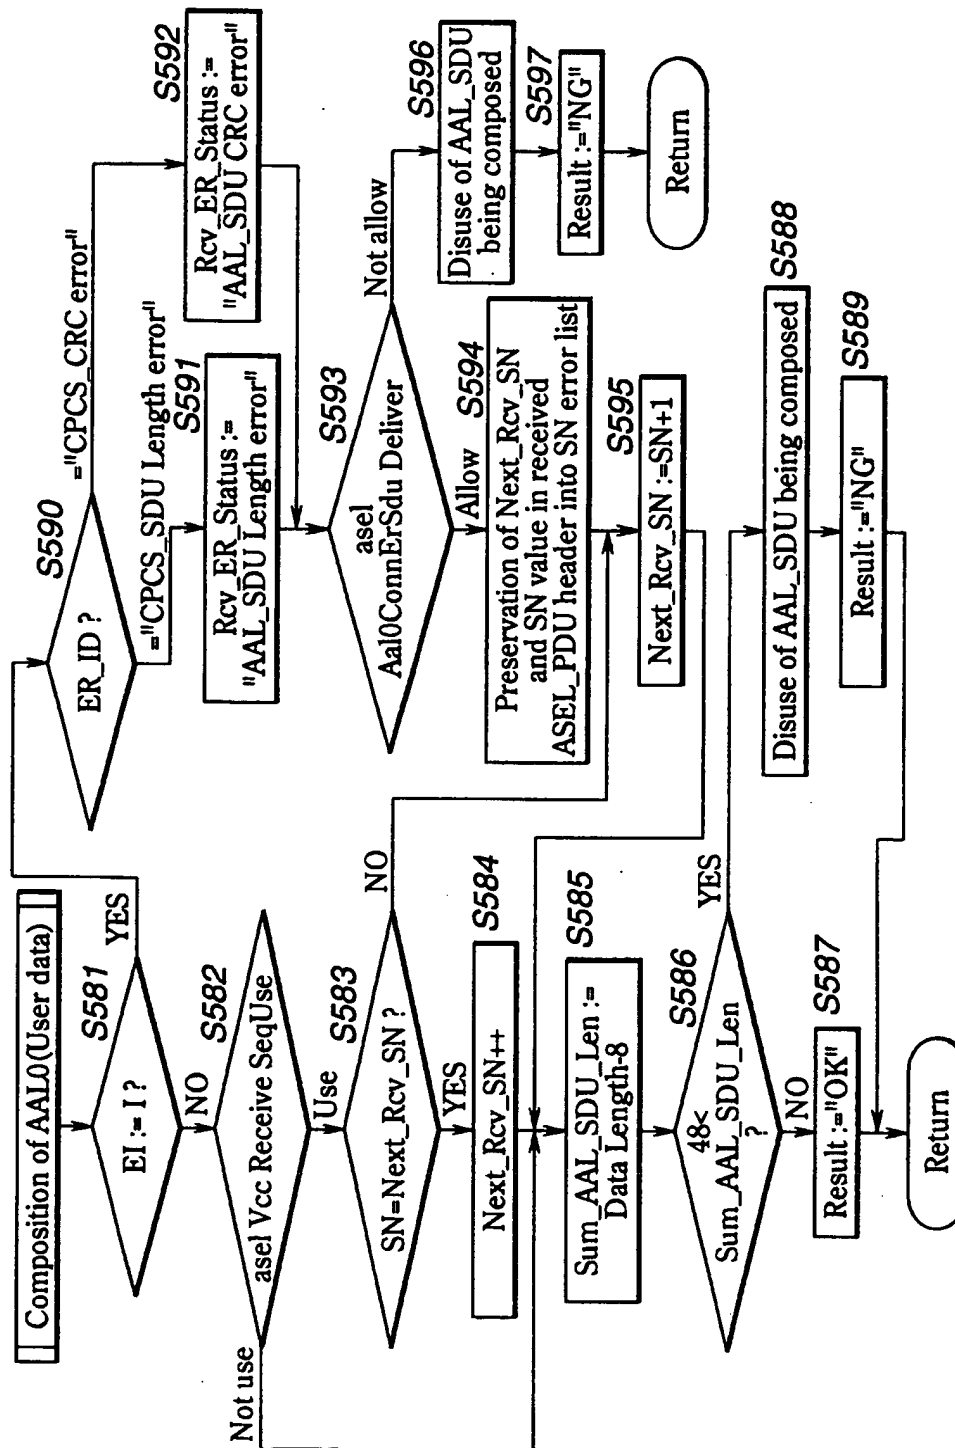 Composition of AAL0(User data)
S581
EI := I ?
YES
NO
S582
asel Vcc Receive SeqUse
Not use
Use
S583
SN=Next_Rcv_SN ?
NO
YES
S584
Next_Rcv_SN++
S585
Sum_AAL_SDU_Len :=
Data Length-8
S586
48<
Sum_AAL_SDU_Len
?
YES
NO
S587
Result :="OK"
Return
S588
Disuse of AAL_SDU being composed
S589
Result :="NG"
S590
ER_ID ?
="CPCS_CRC error"
="CPCS_SDU Length error"
S591
Rcv_ER_Status :=
"AAL_SDU Length error"
S592
Rcv_ER_Status :=
"AAL_SDU CRC error"
S593
asel
Aal0ConnErSdu Deliver
Not allow
Allow
S594
Preservation of Next_Rcv_SN
and SN value in received
ASEL_PDU header into SN error list
S595
Next_Rcv_SN :=SN+1
S596
Disuse of AAL_SDU
being composed
S597
Result :="NG"
Return